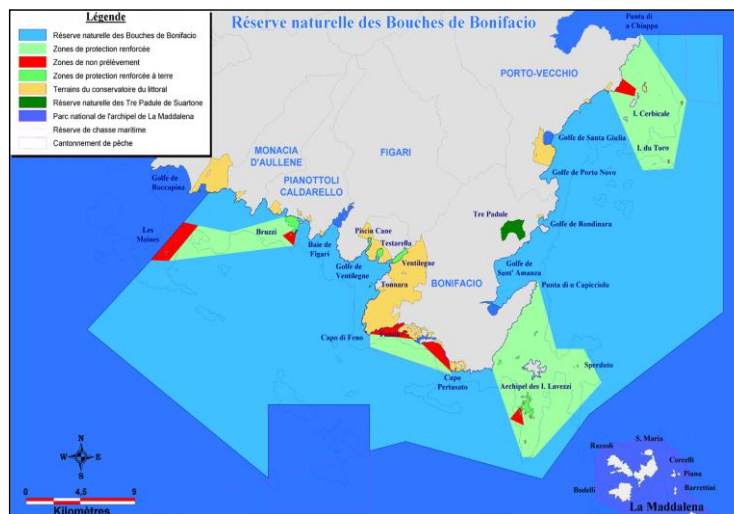 Légende
Réserve naturelle des Bouches de Bonifacio
Zones de protection renforcée
Zones de non prélèvement
Zones de protection renforcée à terre
Terrains du conservatoire du littoral
Réserve naturelle des Tre Padule de Suartone
Parc national de l'archipel de La Maddalena
Réserve de chasse maritime
Cantonnement de pêche
Réserve naturelle des Bouches de Bonifacio
Punta di
a Chiappa
PORTO-VECCHIO
I. Cerbicale
I. du Toro
Golfe de Santa Giulia
Golfe de Porto Novo
MONACIA
D'AULLENE
FIGARI
PIANOTTOLI
CALDARELLO
Golfe de
Roccapina
Les
Moines
Bruzzi
Baie de
Figari
Piscio Cane
Testarella
Ventilegne
Golfe de
Ventilegne
Tonnara
Tre Padule
Golfe de Rondinara
Golfe de
Sant' Amanza
BONIFACIO
Punta di u Capicciolu
Capo di Feno
Capo
Pertusato
Sperduto
Archipel des I. Lavezzi
N
W
E
S
0
4,5
9
Kilomètres
Razzoli
S. Maria
Corcelli
Piana
Barrettini
Budelli
La Maddalena